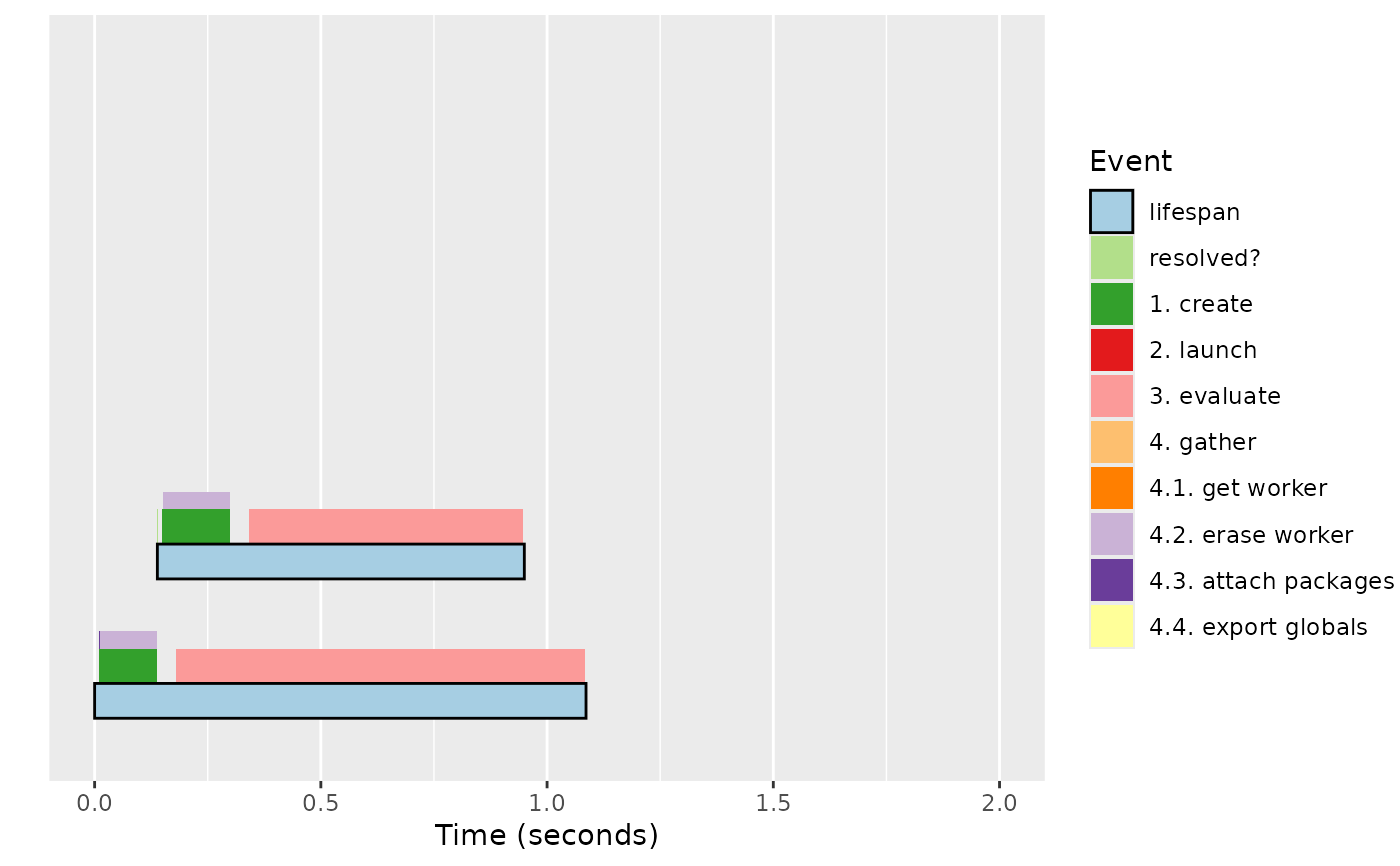 Event
lifespan
resolved?
1. create
2. launch
3. evaluate
4. gather
4.1. get worker
4.2. erase worker
4.3. attach packages
4.4. export globals
0.0 0.5 1.0 1.5 2.0
Time (seconds)